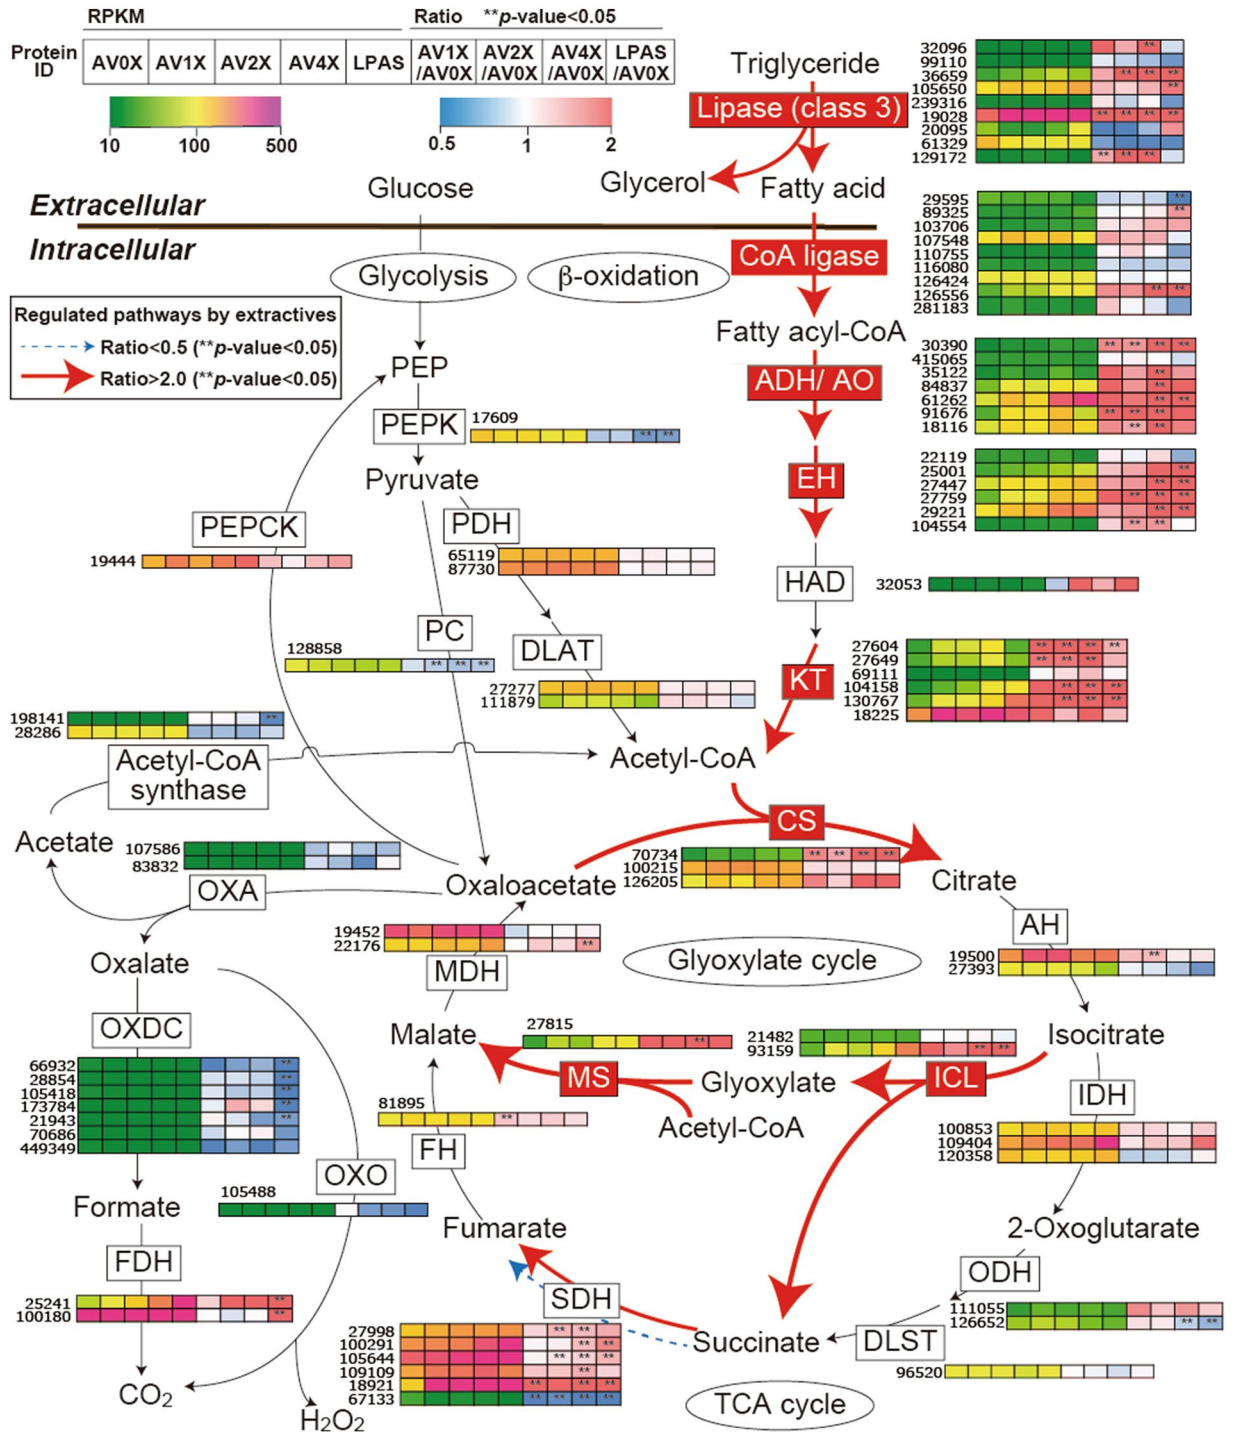 RPKM
Ratio **p-value<0.05
Protein ID
AV0X AV1X AV2X AV4X LPAS AV1X/AV0X AV2X/AV0X AV4X/AV0X LPAS/AV0X
10 100 500
0.5 1 2
Triglyceride
Lipase (class 3)
Glycerol
Fatty acid
32096
99110
36659
105650
239316
19028
20095
61329
129172
Glucose
Extracellular
Intracellular
Glycolysis
β-oxidation
CoA ligase
29595
89325
103706
107548
110755
116080
126424
126556
281183
Regulated pathways by extractives
Ratio<0.5 (**p-value<0.05)
Ratio>2.0 (**p-value<0.05)
Fatty acyl-CoA
ADH/ AO
30390
415065
35122
84837
61262
91676
18116
PEP
PEPK
17609
Pyruvate
EH
22119
25001
27447
27759
29221
104554
PEPCK
19444
PDH
65119
87730
HAD
32053
PC
128858
DLAT
27277
111879
KT
27604
27649
69111
104158
130767
18225
198141
28286
Acetyl-CoA synthase
Acetyl-CoA
Acetate
107586
83832
OXA
CS
70734
100215
126205
Oxaloacetate
Citrate
19452
22176
MDH
Glyoxylate cycle
AH
19500
27393
Oxalate
OXDC
66932
28854
105418
173784
21943
70686
449349
Malate
27815
21482
93159
Isocitrate
MS
Glyoxylate
ICL
Acetyl-CoA
IDH
100853
109404
120358
81895
FH
OXO
105488
Formate
FDH
25241
100180
Fumarate
2-Oxoglutarate
ODH
111055
126652
SDH
27998
100291
105644
109109
18921
67133
Succinate
DLST
96520
CO2
H2O2
TCA cycle